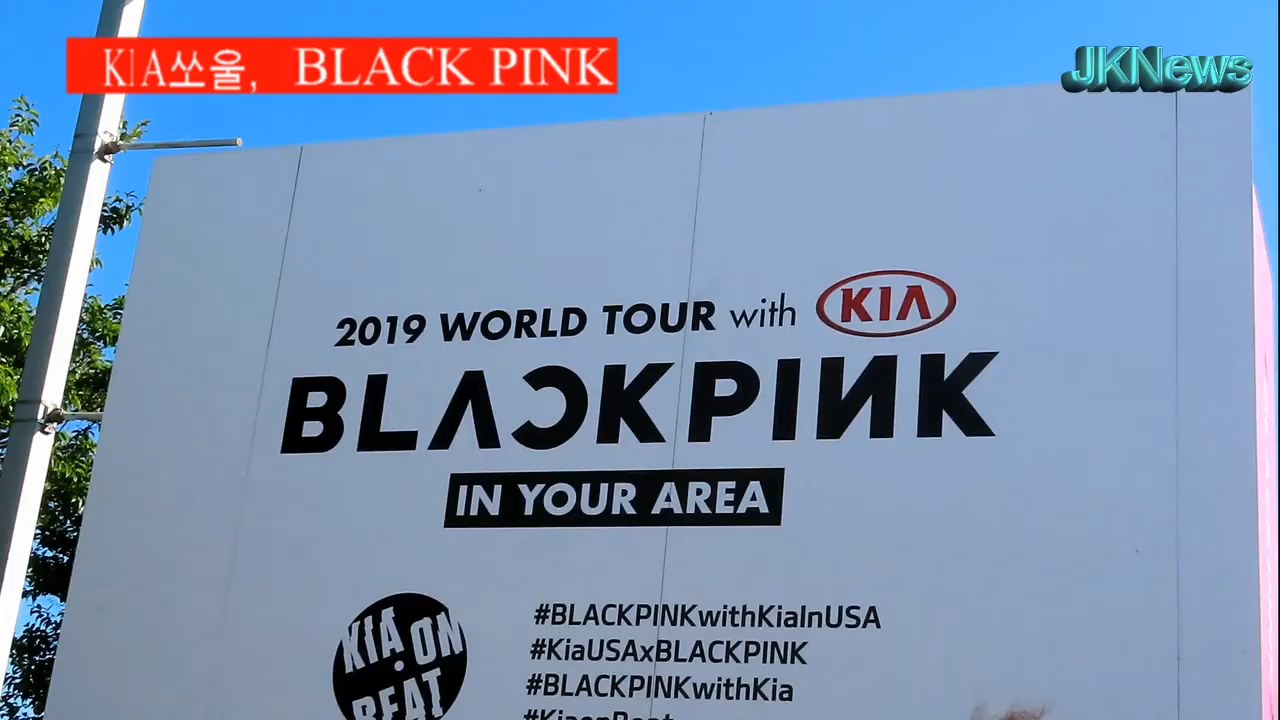 KIA쏘울, BLACK PINK
JKNews
2019 WORLD TOUR with KIA
BLACKPINK
IN YOUR AREA
KIA ON
BEAT
#BLACKPINKwithKiaInUSA
#KiaUSAxBLACKPINK
#BLACKPINKwithKia
#KiaonBeat